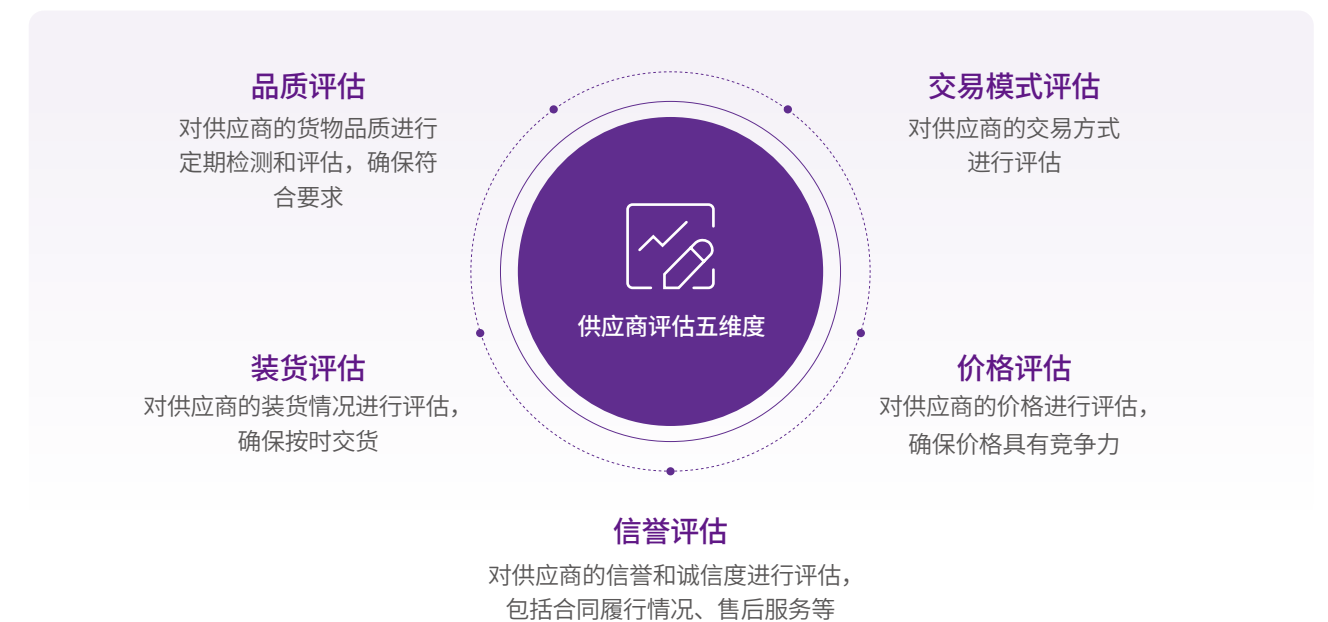 品质评估
对供应商的货物品质进行
定期检测和评估，确保符
合要求
交易模式评估
对供应商的交易方式
进行评估
供应商评估五维度
装货评估
对供应商的装货情况进行评估，
确保按时交货
价格评估
对供应商的价格进行评估，
确保价格具有竞争力
信誉评估
对供应商的信誉和诚信度进行评估，
包括合同履行情况、售后服务等